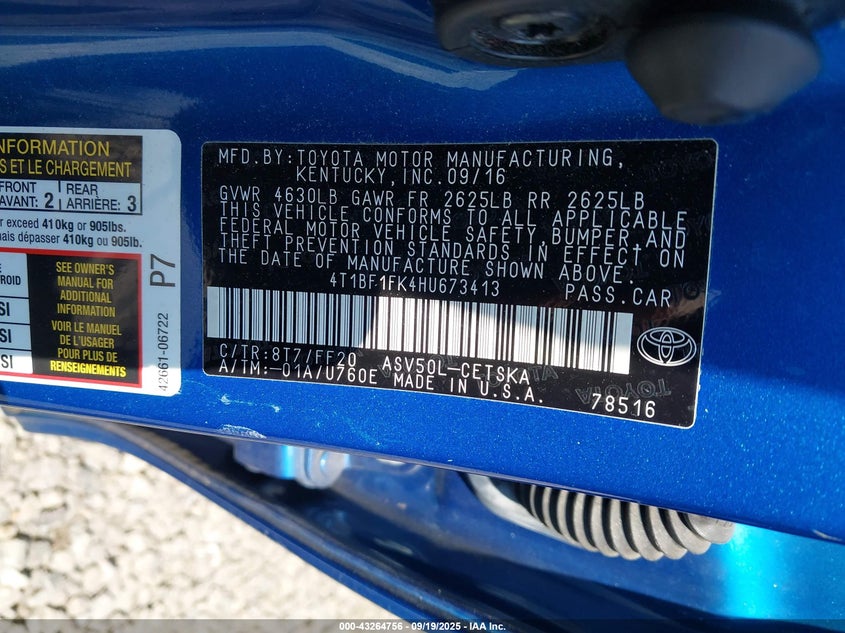 INFORMATION
ET LE CHARGEMENT
FRONT
AVANT: 2
REAR
ARRIÈRE: 3
exceed 410kg or 905lbs.
mais dépasser 410kg ou 905lb.
SEE OWNER'S
MANUAL FOR
ADDITIONAL
INFORMATION
VOIR LE MANUEL
DE L'USAGER
POUR PLUS DE
RENSEIGNEMENTS
P7
42661-06722
MFD.BY:TOYOTA MOTOR MANUFACTURING,
KENTUCKY, INC.09/16
GVWR 4630LB GAWR FR 2625LB RR 2625LB
THIS VEHICLE CONFORMS TO ALL APPLICABLE
FEDERAL MOTOR VEHICLE SAFETY, BUMPER,AND
THEFT PREVENTION STANDARDS IN EFFECT ON
THE DATE OF MANUFACTURE SHOWN ABOVE.
4T1BF1FK4HU673413 PASS.CAR
C/TR:8T7/FF20 ASV50L-CETSKA
A/TM:-01A/U760E MADE IN U.S.A.
78516
TOYOTA
000-43264756 - 09/19/2025 - IAA Inc.